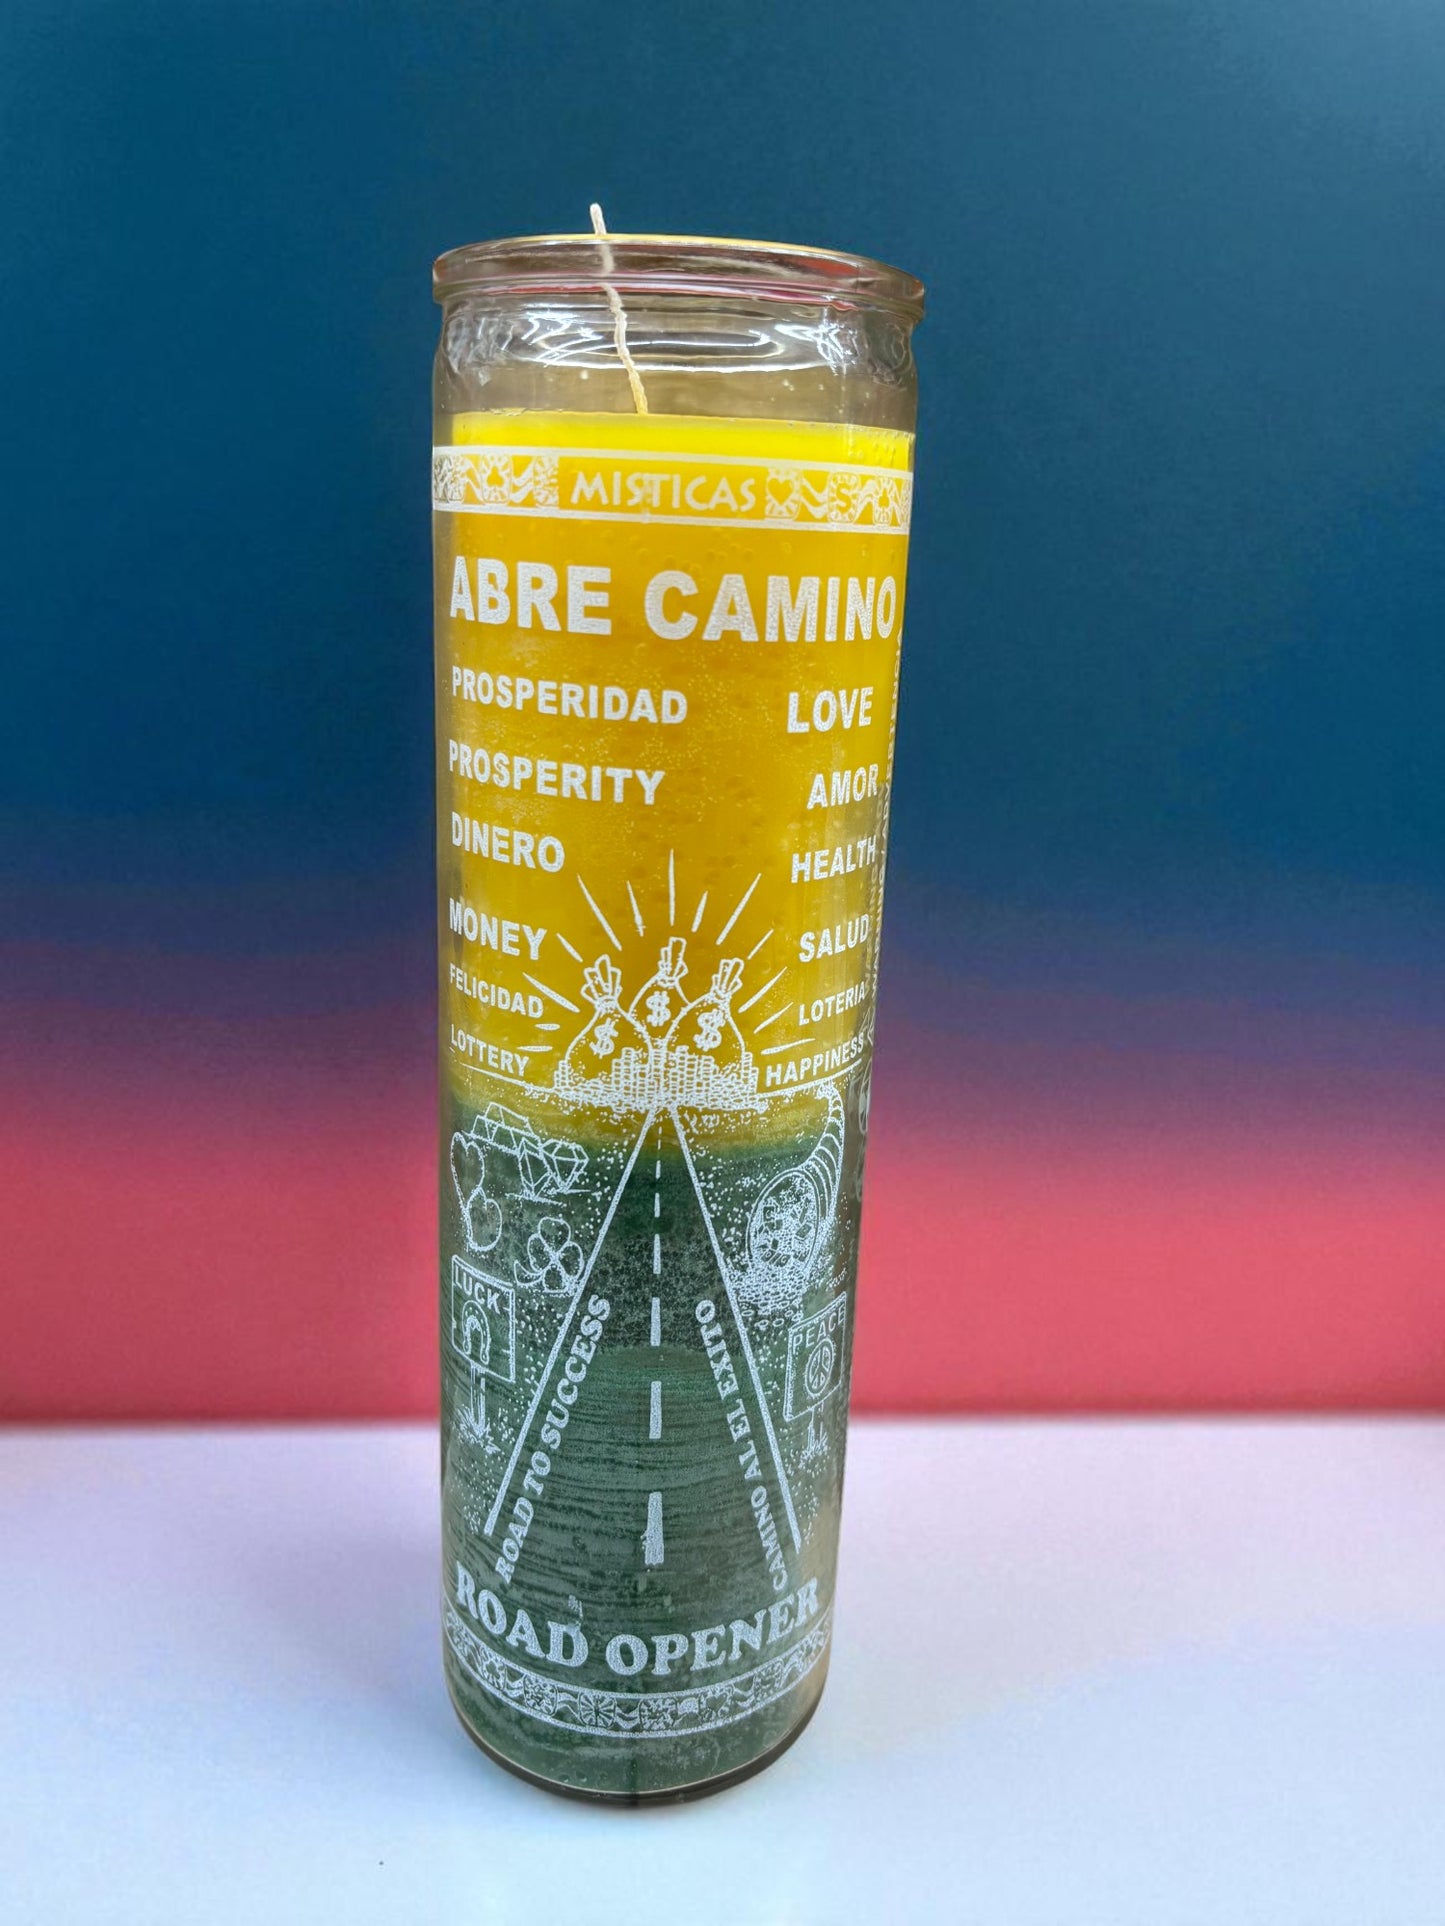 MISTICAS
ABRE CAMINO
PROSPERIDAD
LOVE
PROSPERITY
AMOR
DINERO
HEALTH
MONEY
SALUD
FELICIDAD
LOTERIA
LOTTERY
HAPPINESS
$ $ $
LUCK
PEACE
ROAD TO SUCCESS
CAMINO AL EL EXITO
ROAD OPENER